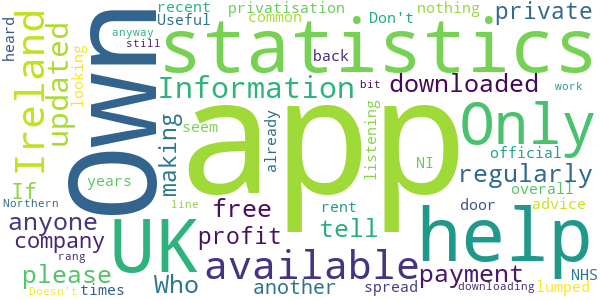 heard
anyway
still
recent
Useful
privatisation
common
Don't
nothing
private
Ireland
updated
looking
Own
statistics
back
Information
bit
downloaded
work
making
already
app
listening
Only
NI
official
seem
If
years
regularly
Northern
line
overall
advice
anyone
company
free
profit
rent
tell
door
UK
available
help
please
rang
Doesn't
times
Who
another
spread
payment
downloading
NHS
lumped